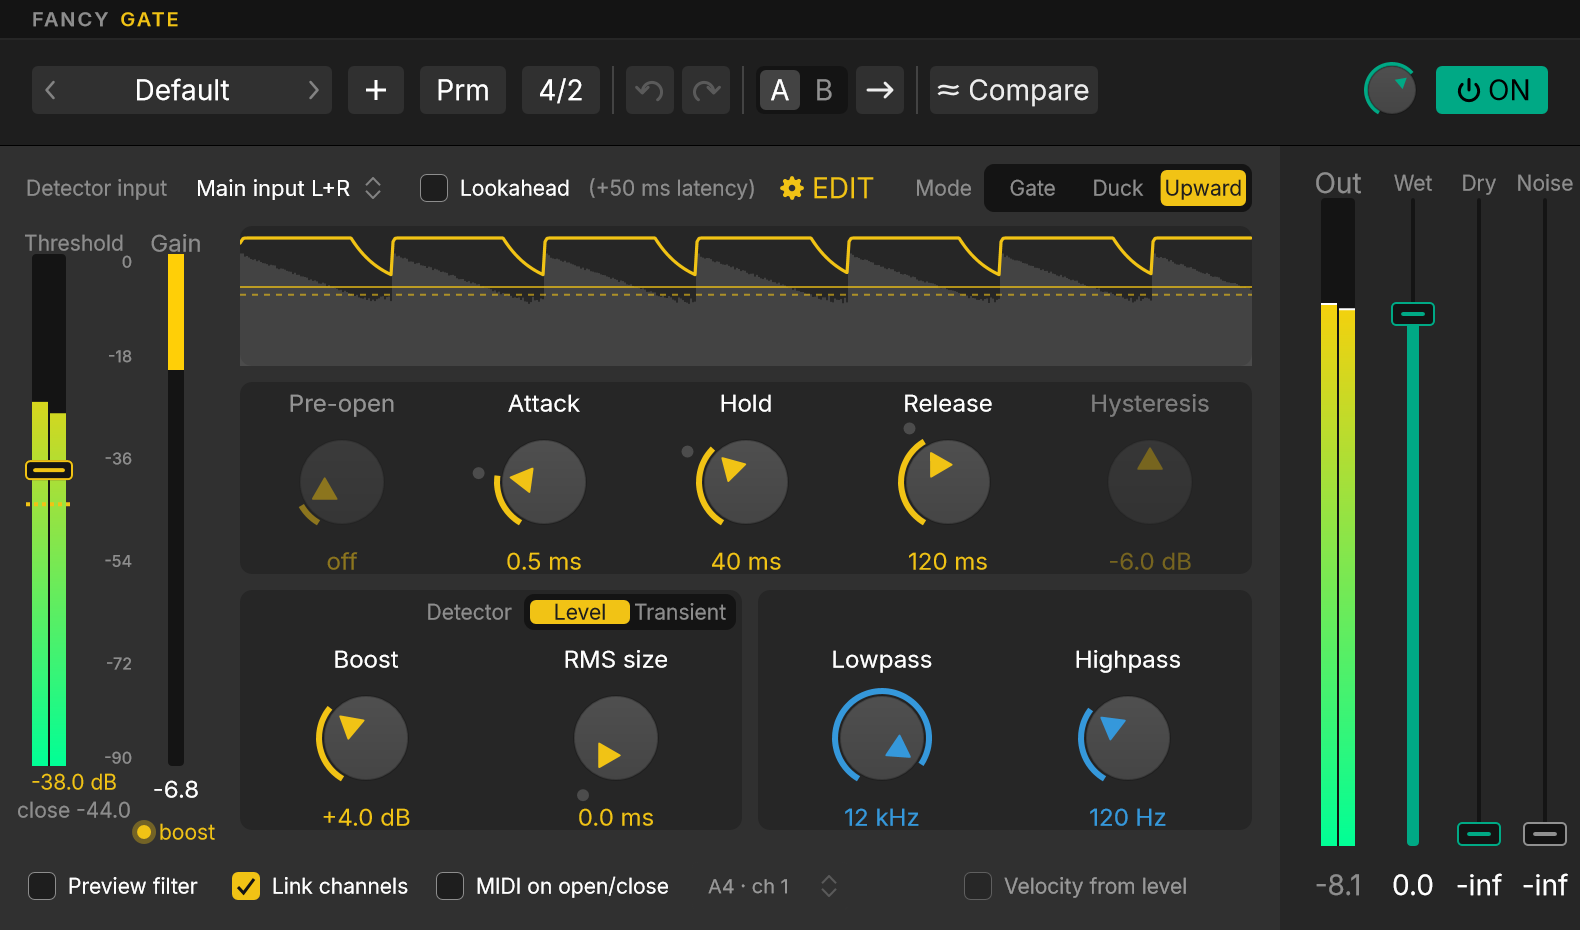 FANCY GATE
Default + Prm 4/2 A B → ≈ Compare ON
Detector input Main input L+R Lookahead (+50 ms latency) EDIT Mode Gate Duck Upward
Out Wet Dry Noise
Threshold Gain
0
-18
-36
-54
-72
-90
-38.0 dB
close -44.0
-6.8
boost
Pre-open Attack Hold Release Hysteresis
off 0.5 ms 40 ms 120 ms -6.0 dB
Detector Level Transient
Boost RMS size Lowpass Highpass
+4.0 dB 0.0 ms 12 kHz 120 Hz
Preview filter Link channels MIDI on open/close A4 · ch 1 Velocity from level
-8.1 0.0 -inf -inf